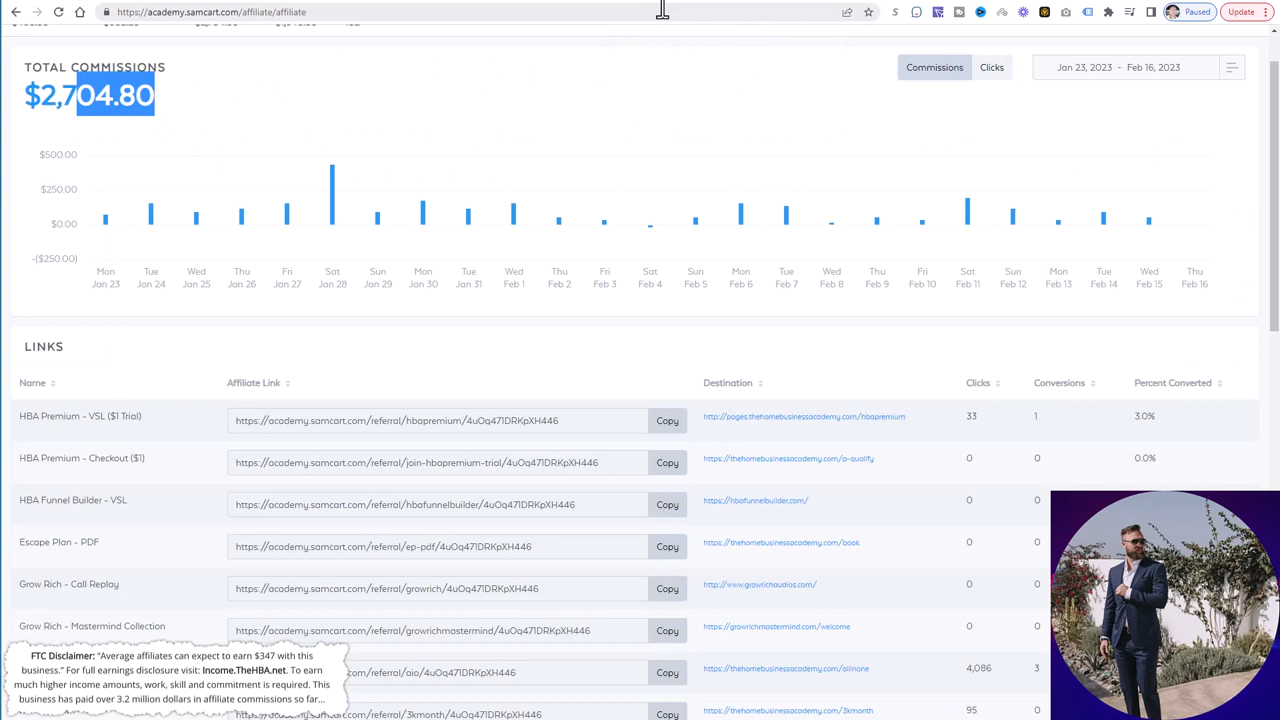 https://academy.samcart.com/affiliate/affiliate
Paused
Update
TOTAL COMMISSIONS
$2,704.80
Commissions
Clicks
Jan 23, 2023 - Feb 16, 2023
$500.00
$250.00
$0.00
-($250.00)
Mon Tue Wed Thu Fri Sat Sun Mon Tue Wed Thu Fri Sat Sun Mon Tue Wed Thu Fri Sat Sun Mon Tue Wed Thu
Jan 23 Jan 24 Jan 25 Jan 26 Jan 27 Jan 28 Jan 29 Jan 30 Jan 31 Feb 1 Feb 2 Feb 3 Feb 4 Feb 5 Feb 6 Feb 7 Feb 8 Feb 9 Feb 10 Feb 11 Feb 12 Feb 13 Feb 14 Feb 15 Feb 16
LINKS
Name Affiliate Link Destination Clicks Conversions Percent Converted
HBA Premium - VSL ($1 Trial) https://academy.samcart.com/referral/hbapremium/4uOq471DRKpXH446 Copy http://pages.thehomebusinessacademy.com/hbapremium 33 1 3.0%
HBA Premium - Checkout ($1) https://academy.samcart.com/referral/join-hbapremium-trial/4uOq471DRKpXH446 Copy https://thehomebusinessacademy.com/p-qualify 0 0 0.0%
HBA Funnel Builder - VSL https://academy.samcart.com/referral/hbafunnelbuilder/4uOq471DRKpXH446 Copy https://hbafunnelbuilder.com/ 0 0
Escape Plan - PDF https://academy.samcart.com/referral/ep-pdf/4uOq471DRKpXH446 Copy https://thehomebusinessacademy.com/book 0 0
Grow Rich - Call Replay https://academy.samcart.com/referral/growrich/4uOq471DRKpXH446 Copy http://www.growrichaudios.com/ 0 0
Grow Rich - Mastermind Collection https://academy.samcart.com/referral/growrichmastermind/4uOq471DRKpXH446 Copy https://growrichmastermind.com/welcome 0 0
cart.com/referral/aio/4uOq471DRKpXH446 Copy https://thehomebusinessacademy.com/allinone 4,086 3
cart.com/referral/3kmonth/4uOq471DRKpXH446 Copy https://thehomebusinessacademy.com/3kmonth 95 0
FTC Disclaimer: “Average affiliates can expect to earn $347 with this
business.” For full earnings disclosure visit: Income.TheHBA.net. To earn
much higher income amounts, work, skill and commitment is required. This
business has paid over 3.2 million dollars in affiliate commissions so far...